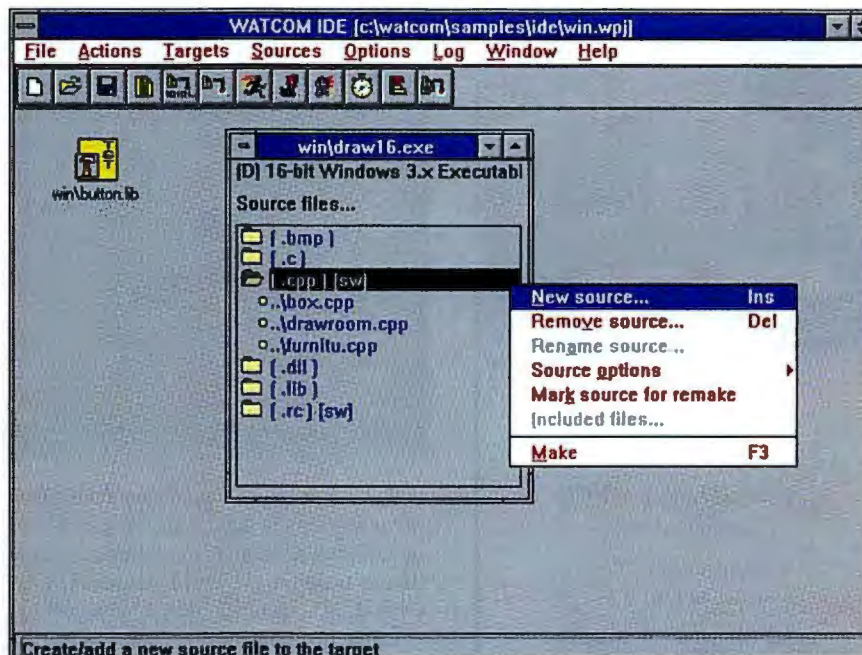 WATCOM IDE [c:\watcom\samples\ide\win.wpj]
File Actions Targets Sources Options Log Window Help
win\button.lib
win\draw16.exe
[D] 16-bit Windows 3.x Executabl
Source files...
[ .bmp ]
[ .c ]
[ .cpp ] [sw]
..\box.cpp
..\drawroom.cpp
..\furnitu.cpp
[ .dll ]
[ .lib ]
[ .rc ] [sw]
New source... Ins
Remove source... Del
Rename source...
Source options
Mark source for remake
Included files...
Make F3
Create/add a new source file to the target